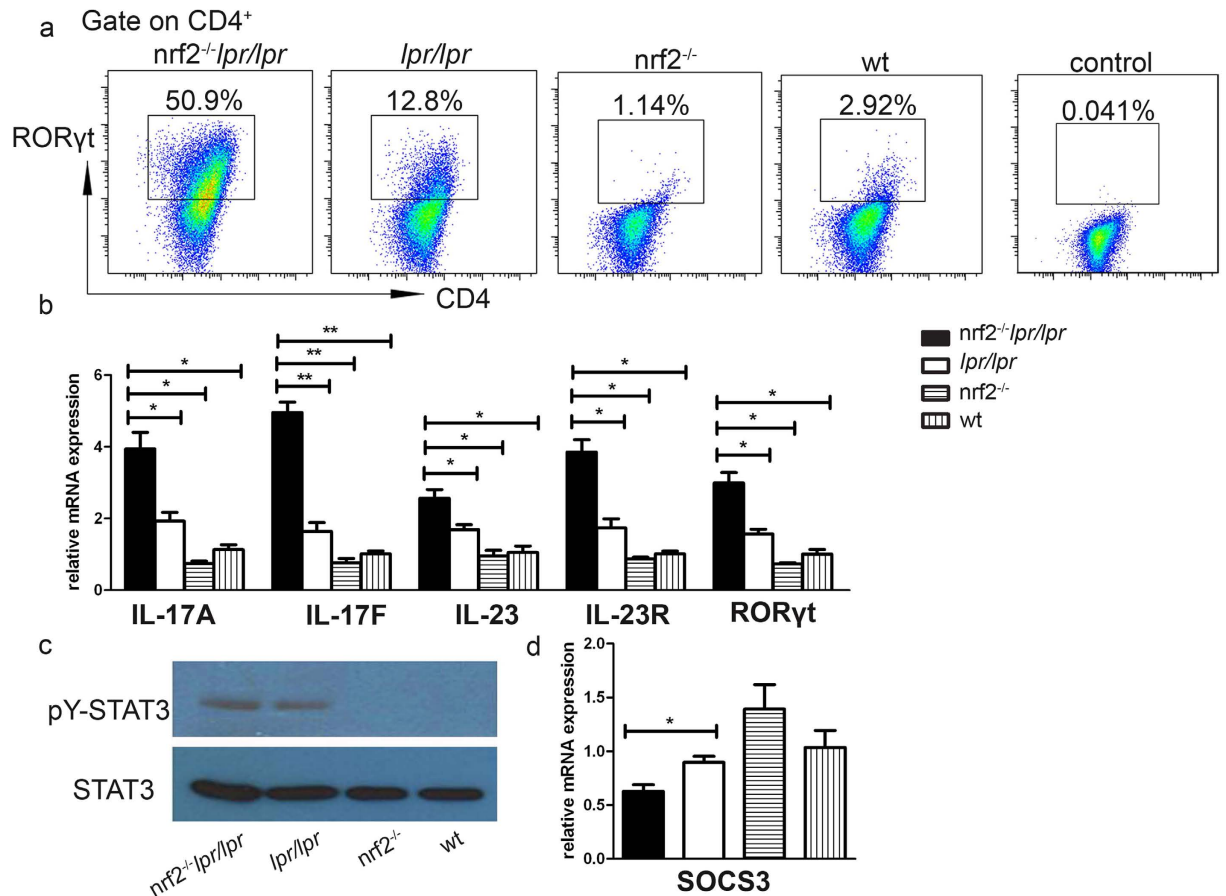 a
Gate on CD4⁺
nrf2⁻/⁻lpr/lpr
lpr/lpr
nrf2⁻/⁻
wt
control
50.9%
12.8%
1.14%
2.92%
0.041%
RORγt
CD4
b
nrf2⁻/⁻lpr/lpr
lpr/lpr
nrf2⁻/⁻
wt
relative mRNA expression
6
4
2
0
* * *
** ** **
* * *
* * *
* * *
IL-17A IL-17F IL-23 IL-23R RORγt
c
pY-STAT3
STAT3
nrf2⁻/⁻lpr/lpr lpr/lpr nrf2⁻/⁻ wt
d
relative mRNA expression
2.0
1.5
1.0
0.5
0.0
*
SOCS3